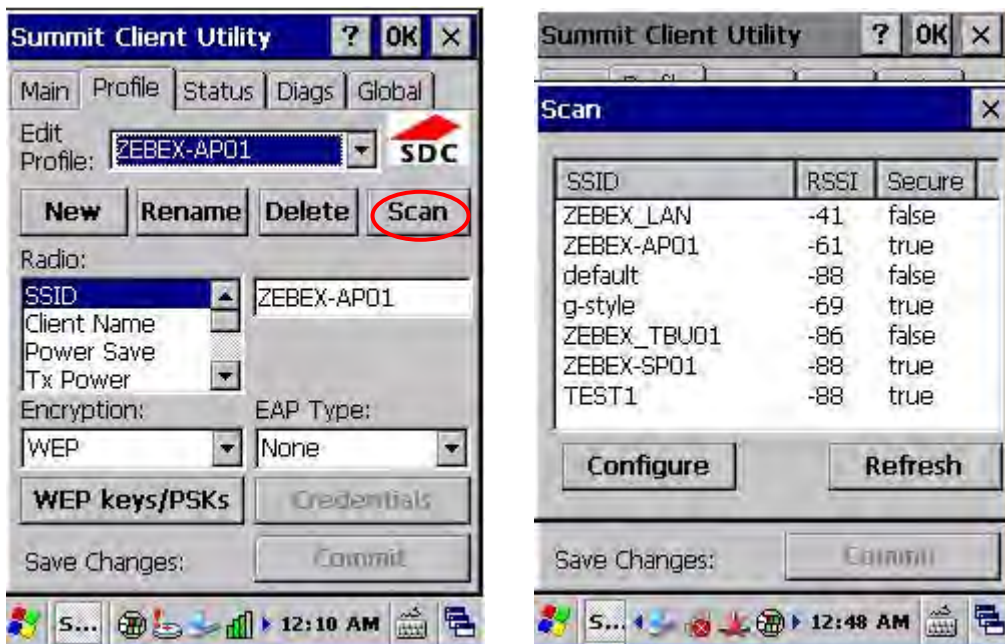 Summit Client Utility ? OK ×
Main Profile Status Diags Global
Edit Profile: ZEBEX-AP01
SDC
New Rename Delete Scan
Radio:
SSID
Client Name
Power Save
Tx Power
ZEBEX-AP01
Encryption: EAP Type:
WEP None
WEP keys/PSKs Credentials
Save Changes: Commit
S... 12:10 AM
Summit Client Utility ? OK ×
Scan ×
SSID RSSI Secure
ZEBEX_LAN -41 false
ZEBEX-AP01 -61 true
default -88 false
g-style -69 true
ZEBEX_TBU01 -86 false
ZEBEX-SP01 -88 true
TEST1 -88 true
Configure Refresh
Save Changes: Commit
S... 12:48 AM